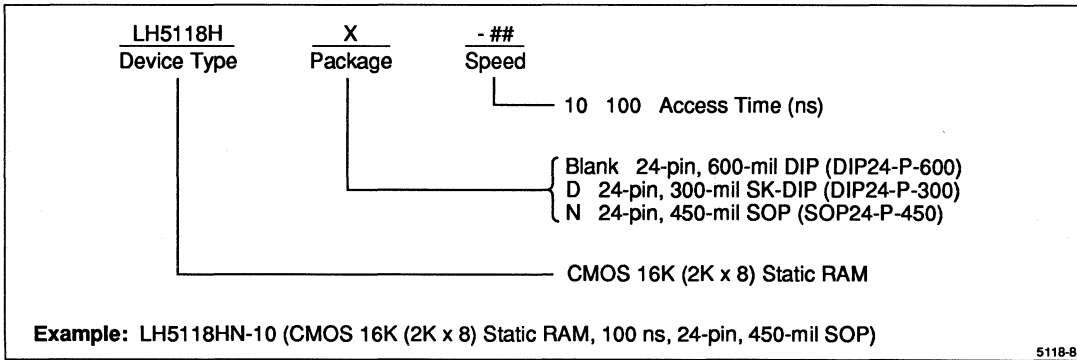 LH5118H X - ##
Device Type Package Speed
10 100 Access Time (ns)
Blank 24-pin, 600-mil DIP (DIP24-P-600)
D 24-pin, 300-mil SK-DIP (DIP24-P-300)
N 24-pin, 450-mil SOP (SOP24-P-450)
CMOS 16K (2K x 8) Static RAM
Example: LH5118HN-10 (CMOS 16K (2K x 8) Static RAM, 100 ns, 24-pin, 450-mil SOP)
5118-8